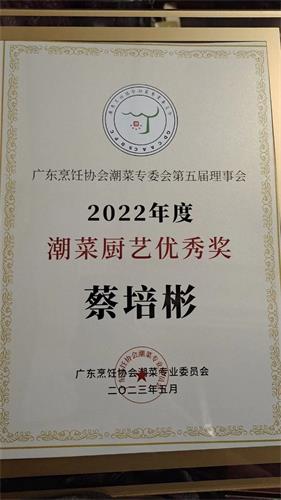 GDCAACSBFC
广东烹饪协会潮菜专委会第五届理事会
2022年度
潮菜厨艺优秀奖
蔡培彬
广东烹饪协会潮菜专业委员会
二〇二三年五月